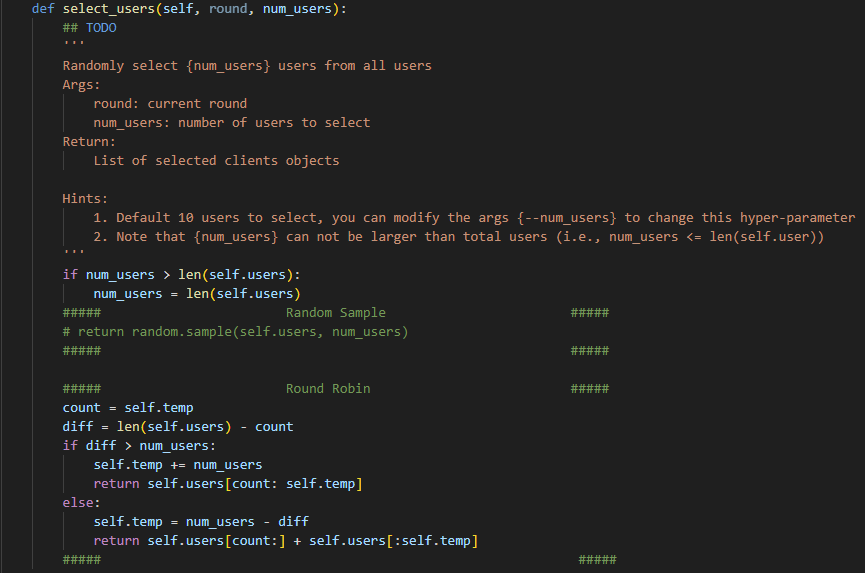 def select_users(self, round, num_users):
    ## TODO
    '''
    Randomly select {num_users} users from all users
    Args:
        round: current round
        num_users: number of users to select
    Return:
        List of selected clients objects

    Hints:
        1. Default 10 users to select, you can modify the args {--num_users} to change this hyper-parameter
        2. Note that {num_users} can not be larger than total users (i.e., num_users <= len(self.user))
    '''
    if num_users > len(self.users):
        num_users = len(self.users)
    #####                        Random Sample                        #####
    # return random.sample(self.users, num_users)
    #####                                                             #####

    #####                        Round Robin                          #####
    count = self.temp
    diff = len(self.users) - count
    if diff > num_users:
        self.temp += num_users
        return self.users[count: self.temp]
    else:
        self.temp = num_users - diff
        return self.users[count:] + self.users[:self.temp]
    #####                                                              #####